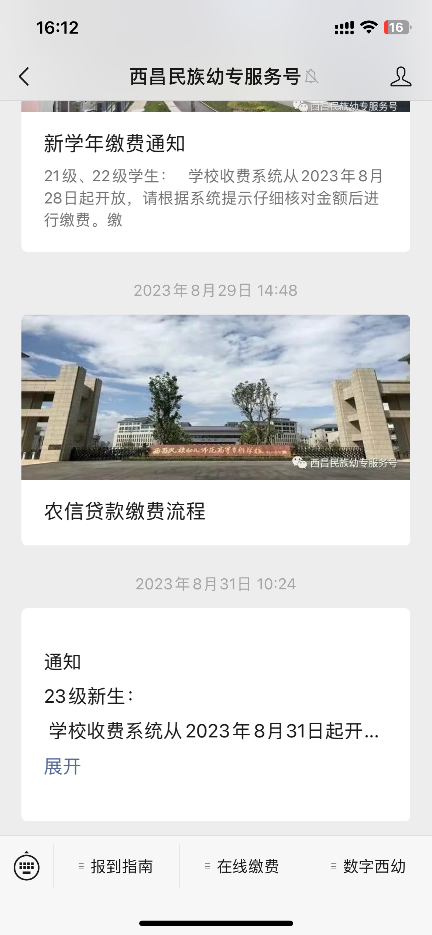 16:12
16
西昌民族幼专服务号
西昌民族幼专服务号
新学年缴费通知
21级、22级学生： 学校收费系统从2023年8月
28日起开放，请根据系统提示仔细核对金额后进
行缴费。缴
2023年8月29日 14:48
西昌民族幼儿师范高等专科学校
西昌民族幼专服务号
农信贷款缴费流程
2023年8月31日 10:24
通知
23级新生：
学校收费系统从2023年8月31日起开...
展开
报到指南
在线缴费
数字西幼